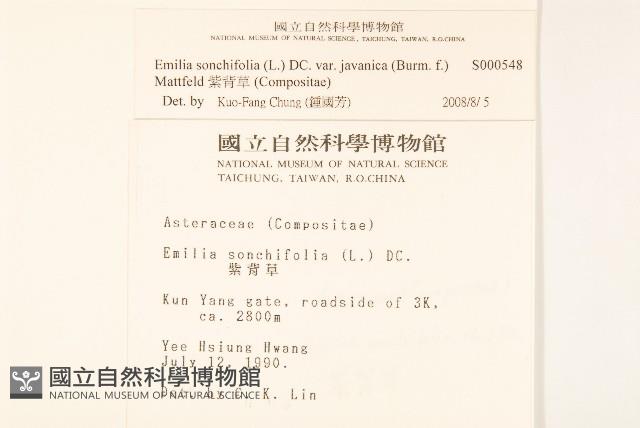 國立自然科學博物館
NATIONAL MUSEUM OF NATURAL SCIENCE, TAICHUNG, TAIWAN, R.O.CHINA
Emilia sonchifolia (L.) DC. var. javanica (Burm. f.) S000548
Mattfeld 紫背草 (Compositae)
Det. by Kuo-Fang Chung (鍾國芳) 2008/8/5
國立自然科學博物館
NATIONAL MUSEUM OF NATURAL SCIENCE
TAICHUNG, TAIWAN, R.O.CHINA
Asteraceae (Compositae)
Emilia sonchifolia (L.) DC.
紫背草
Kun Yang gate, roadside of 3K,
ca. 2800m
Yee Hsiung Hwang
July 12, 1990.
Det. by C. K. Lin
國立自然科學博物館
NATIONAL MUSEUM OF NATURAL SCIENCE